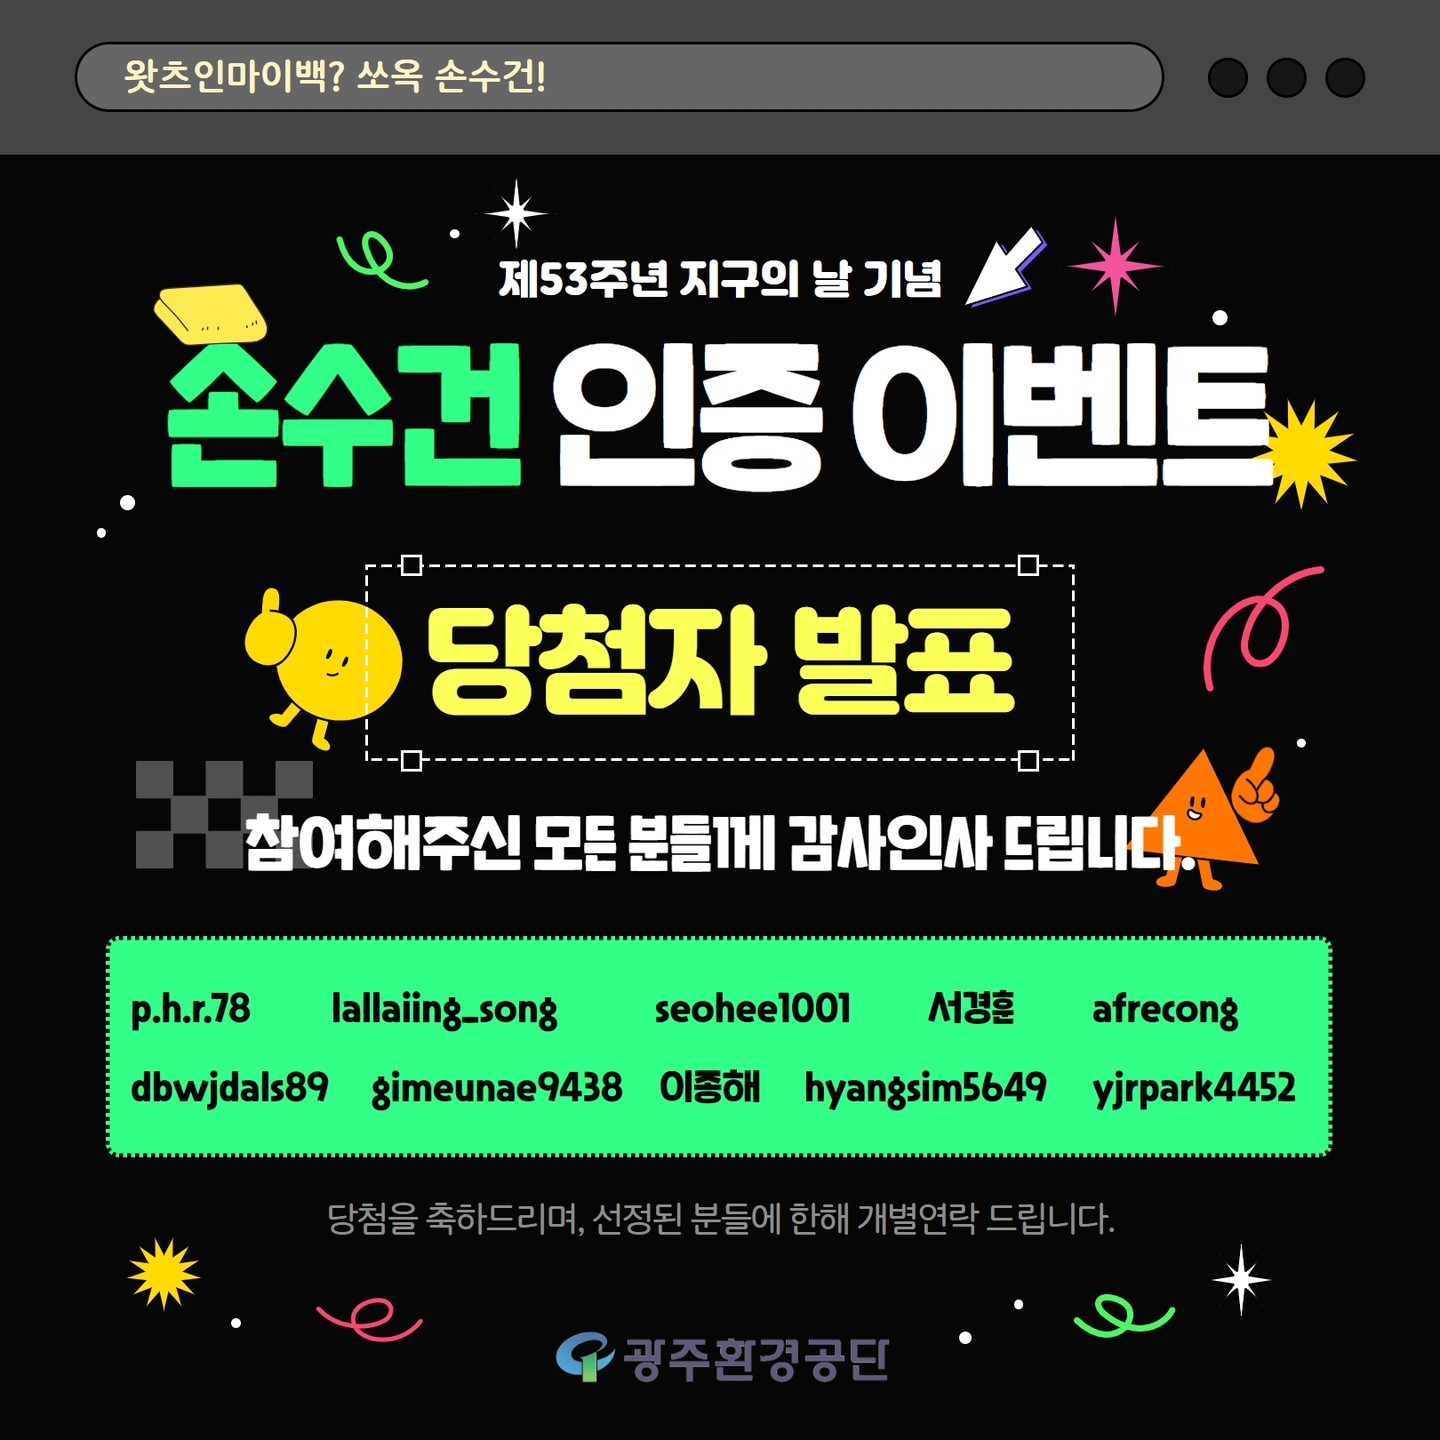 왓츠인마이백? 쏘옥 손수건!
제53주년 지구의 날 기념
손수건 인증 이벤트
당첨자 발표
참여해주신 모든 분들께 감사인사 드립니다.
p.h.r.78 lallaiing_song seohee1001 서경훈 afrecong
dbwjdals89 gimeunae9438 이종해 hyangsim5649 yjrpark4452
당첨을 축하드리며, 선정된 분들에 한해 개별연락 드립니다.
광주환경공단